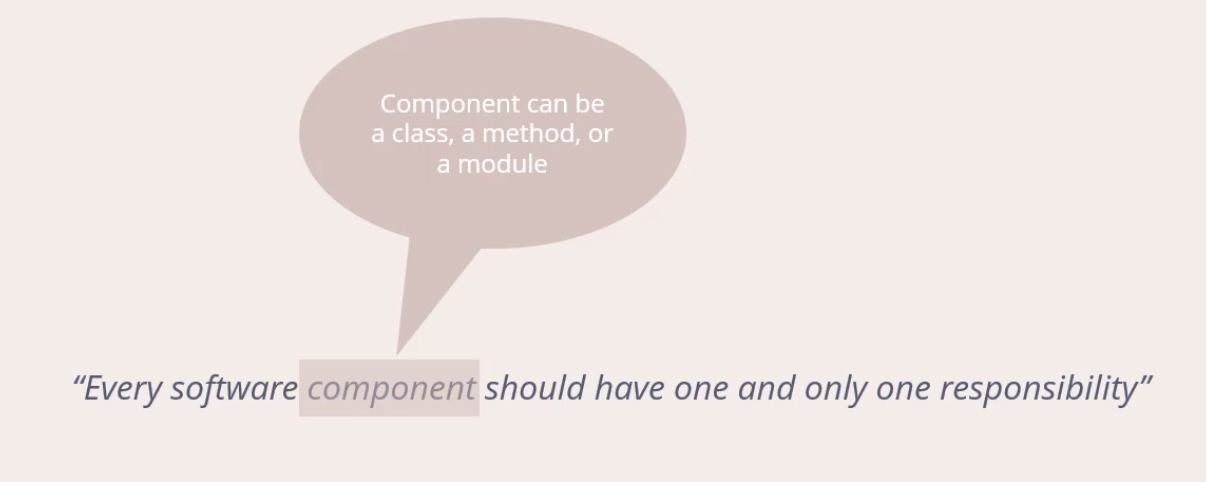 Component can be
a class, a method, or
a module
“Every software component should have one and only one responsibility”